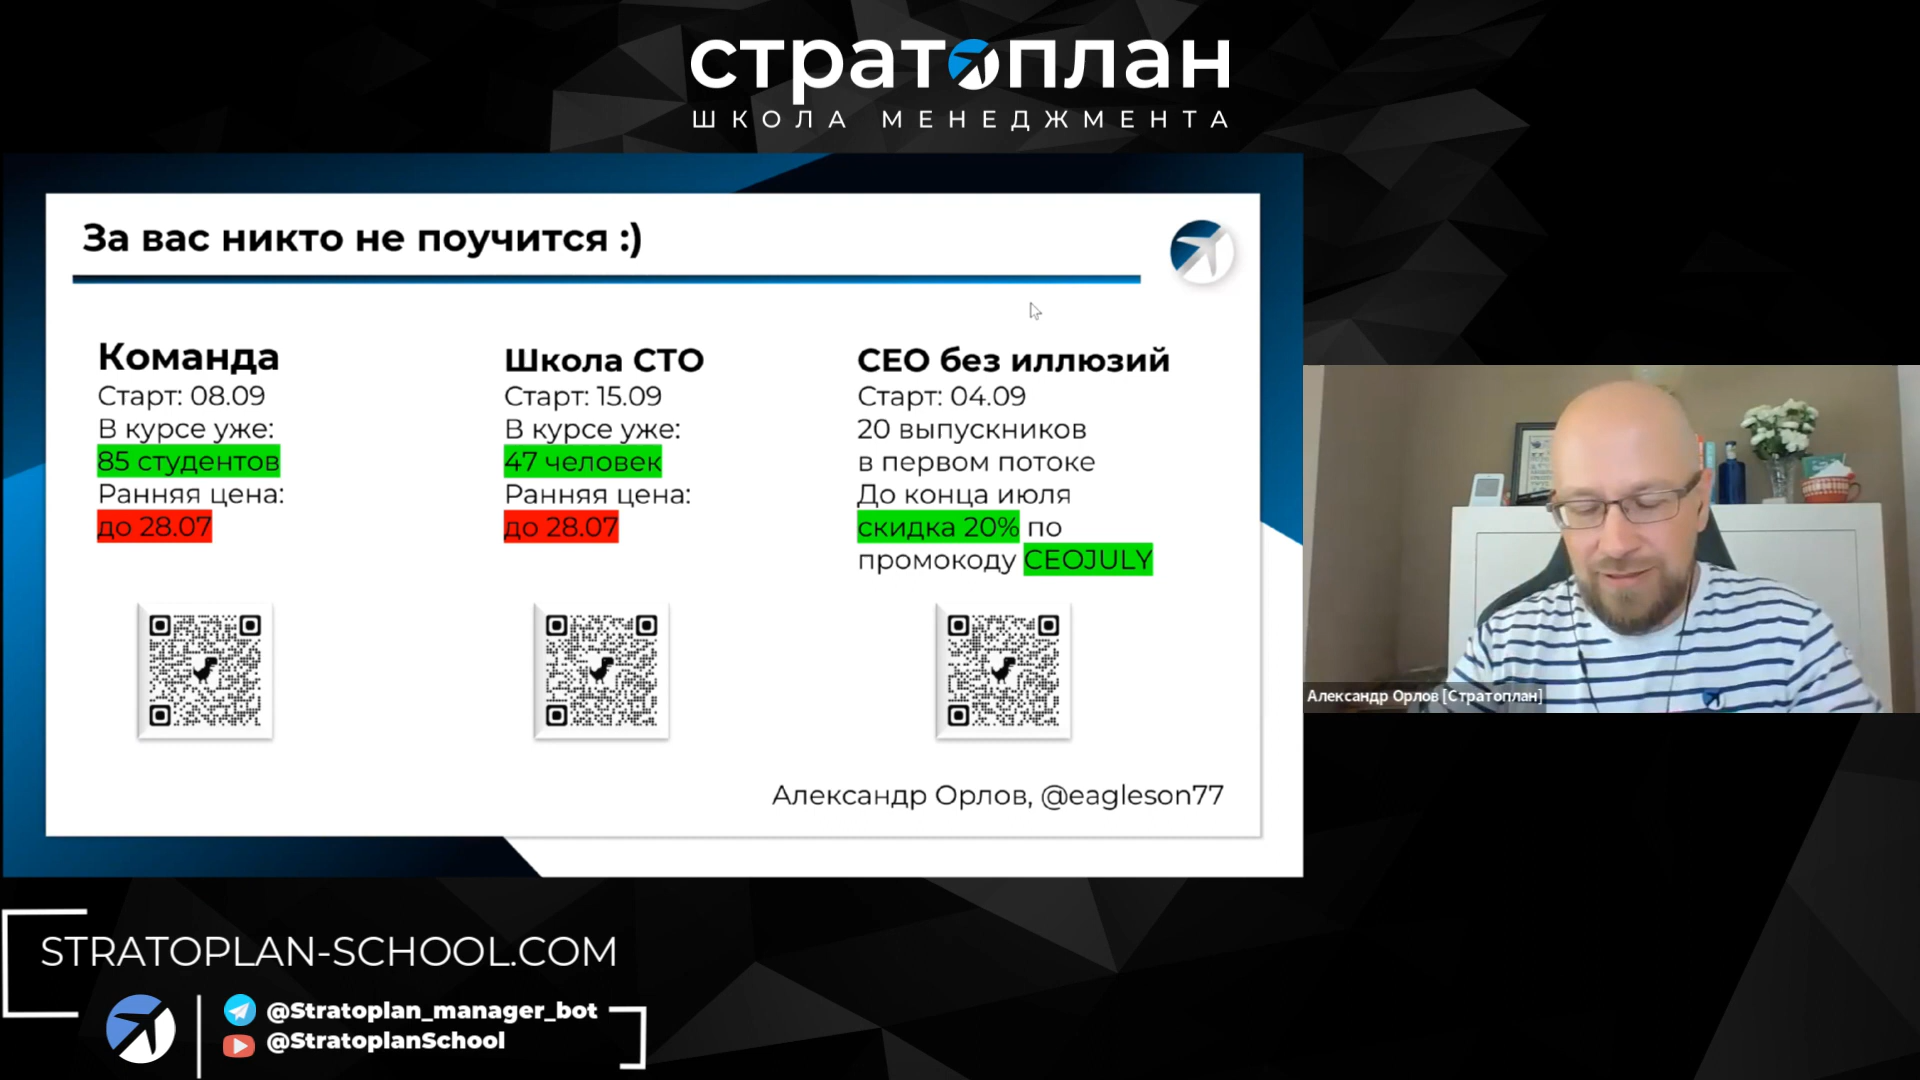 стратоплан
ШКОЛА МЕНЕДЖМЕНТА
За вас никто не поучится :)
Команда
Старт: 08.09
В курсе уже:
85 студентов
Ранняя цена:
до 28.07
Школа СТО
Старт: 15.09
В курсе уже:
47 человек
Ранняя цена:
до 28.07
CEO без иллюзий
Старт: 04.09
20 выпускников
в первом потоке
До конца июля
скидка 20% по
промокоду CEOJULY
Александр Орлов, @eagleson77
Александр Орлов [Стратоплан]
STRATOPLAN-SCHOOL.COM
@Stratoplan_manager_bot
@StratoplanSchool